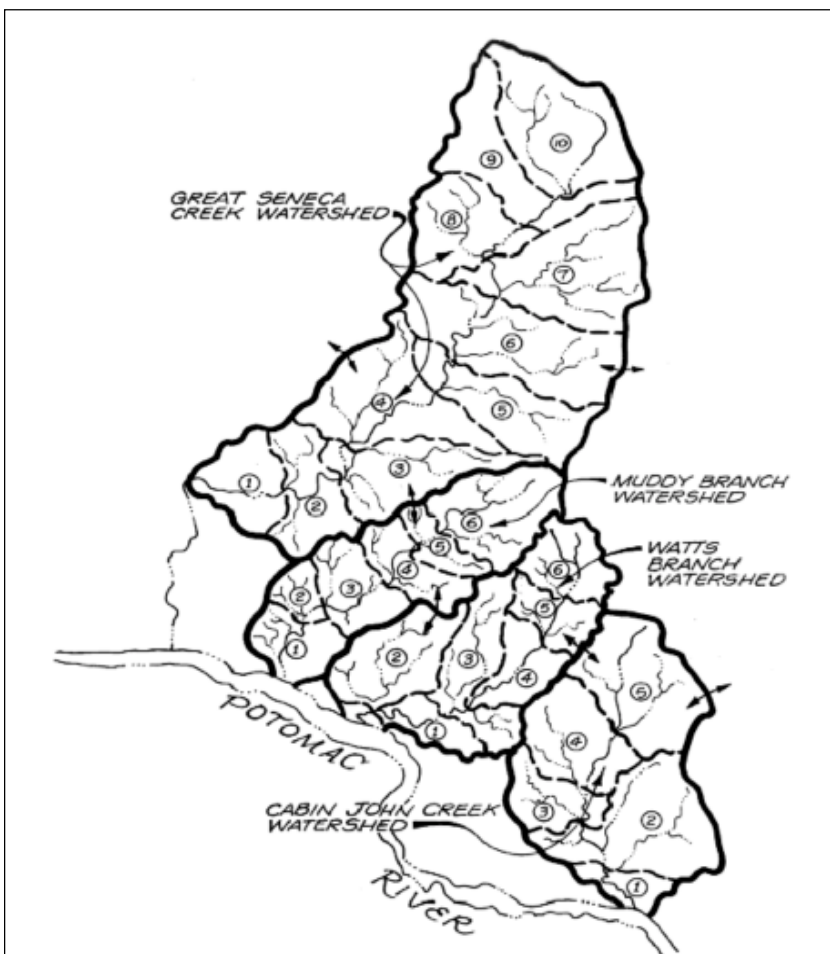 10
9
GREAT SENECA
CREEK WATERSHED
8
7
6
4
5
3
1
2
MUDDY BRANCH
WATERSHED
6
5
4
WATTS
BRANCH
WATERSHED
6
5
3
2
1
2
3
4
1
5
4
POTOMAC
CABIN JOHN CREEK
WATERSHED
3
2
1
RIVER